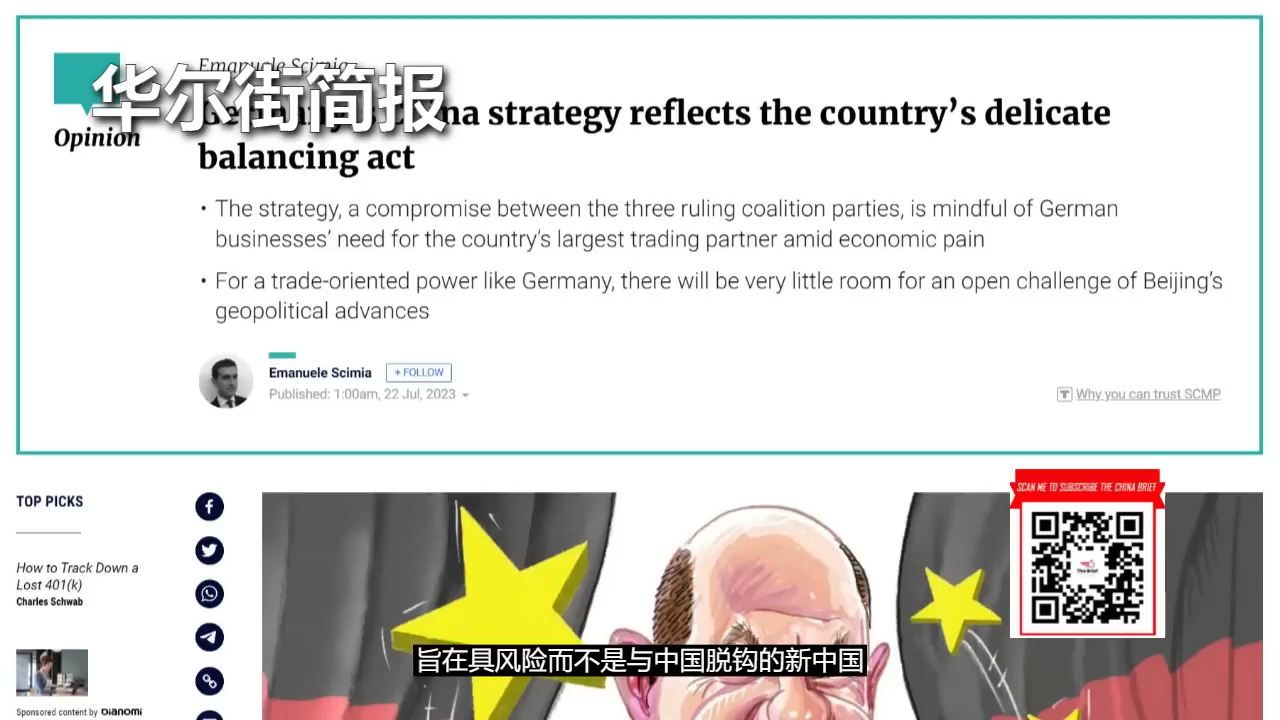 Emanuele Scimia
华尔街简报
na strategy reflects the country's delicate
balancing act
Opinion
• The strategy, a compromise between the three ruling coalition parties, is mindful of German
businesses' need for the country's largest trading partner amid economic pain
• For a trade-oriented power like Germany, there will be very little room for an open challenge of Beijing's
geopolitical advances
Emanuele Scimia
+ FOLLOW
Published: 1:00am, 22 Jul, 2023
Why you can trust SCMP
TOP PICKS
How to Track Down a
Lost 401(k)
Charles Schwab
Sponsored content by Dianomi
SCAN ME TO SUBSCRIBE THE CHINA BRIEF
旨在具风险而不是与中国脱钩的新中国